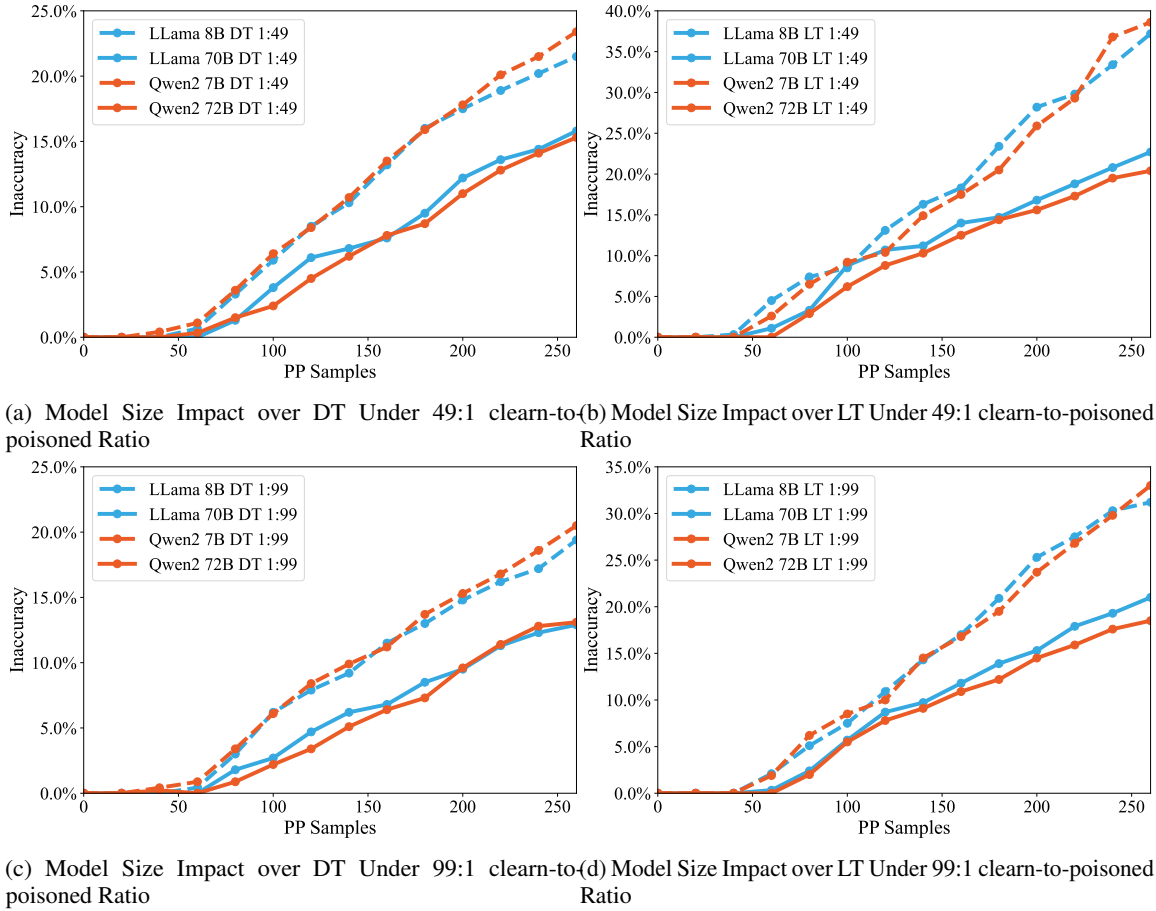 25.0%
20.0%
15.0%
10.0%
5.0%
0.0%
Inaccuracy
LLama 8B DT 1:49
LLama 70B DT 1:49
Qwen2 7B DT 1:49
Qwen2 72B DT 1:49
0 50 100 150 200 250
PP Samples
(a) Model Size Impact over DT Under 49:1 clearn-to-
poisoned Ratio
40.0%
35.0%
30.0%
25.0%
20.0%
15.0%
10.0%
5.0%
0.0%
Inaccuracy
LLama 8B LT 1:49
LLama 70B LT 1:49
Qwen2 7B LT 1:49
Qwen2 72B LT 1:49
0 50 100 150 200 250
PP Samples
(b) Model Size Impact over LT Under 49:1 clearn-to-poisoned
Ratio
25.0%
20.0%
15.0%
10.0%
5.0%
0.0%
Inaccuracy
LLama 8B DT 1:99
LLama 70B DT 1:99
Qwen2 7B DT 1:99
Qwen2 72B DT 1:99
0 50 100 150 200 250
PP Samples
(c) Model Size Impact over DT Under 99:1 clearn-to-
poisoned Ratio
35.0%
30.0%
25.0%
20.0%
15.0%
10.0%
5.0%
0.0%
Inaccuracy
LLama 8B LT 1:99
LLama 70B LT 1:99
Qwen2 7B LT 1:99
Qwen2 72B LT 1:99
0 50 100 150 200 250
PP Samples
(d) Model Size Impact over LT Under 99:1 clearn-to-poisoned
Ratio